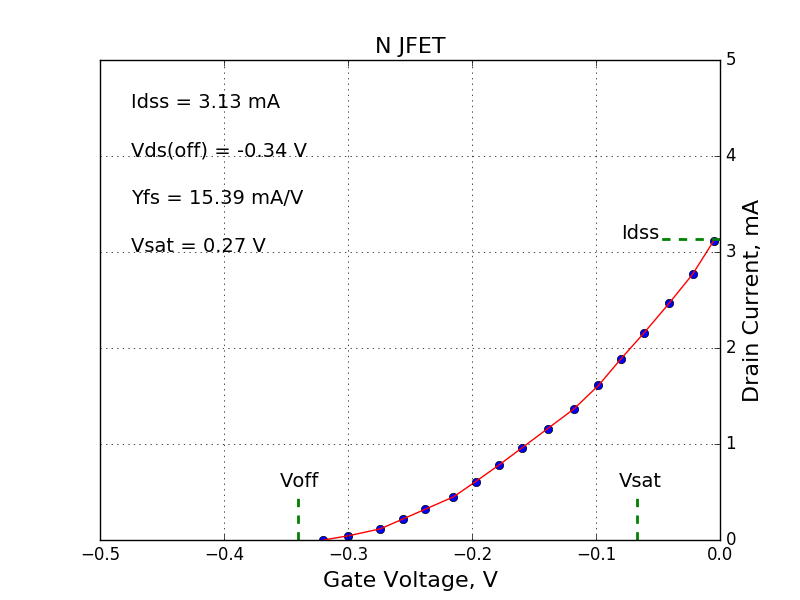 N JFET
Idss = 3.13 mA
Vds(off) = -0.34 V
Yfs = 15.39 mA/V
Vsat = 0.27 V
Idss
Voff
Vsat
5
4
3
2
1
0
Drain Current, mA
−0.5 −0.4 −0.3 −0.2 −0.1 0.0
Gate Voltage, V